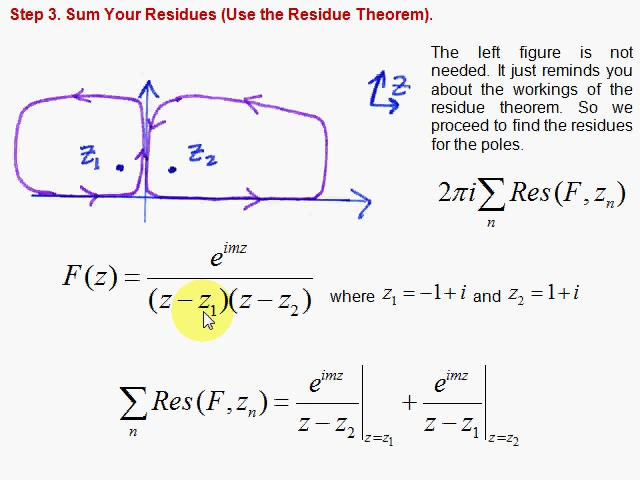 Step 3. Sum Your Residues (Use the Residue Theorem).
The left figure is not
needed. It just reminds you
about the workings of the
residue theorem. So we
proceed to find the residues
for the poles.
z
z₁ z₂
2πi∑ₙ Res(F, zₙ)
F(z) = e^{imz} / (z − z₁)(z − z₂) where z₁ = −1+i and z₂ = 1+i
∑ₙ Res(F, zₙ) = e^{imz} / (z − z₂) |_{z=z₁} + e^{imz} / (z − z₁) |_{z=z₂}